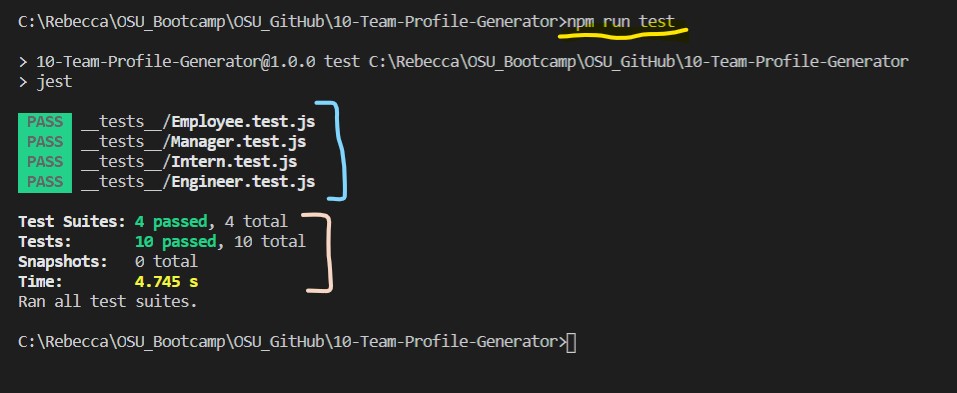 C:\Rebecca\OSU_Bootcamp\OSU_GitHub\10-Team-Profile-Generator>npm run test
> 10-Team-Profile-Generator@1.0.0 test C:\Rebecca\OSU_Bootcamp\OSU_GitHub\10-Team-Profile-Generator
> jest
PASS __tests__/Employee.test.js
PASS __tests__/Manager.test.js
PASS __tests__/Intern.test.js
PASS __tests__/Engineer.test.js
Test Suites: 4 passed, 4 total
Tests: 10 passed, 10 total
Snapshots: 0 total
Time: 4.745 s
Ran all test suites.
C:\Rebecca\OSU_Bootcamp\OSU_GitHub\10-Team-Profile-Generator>